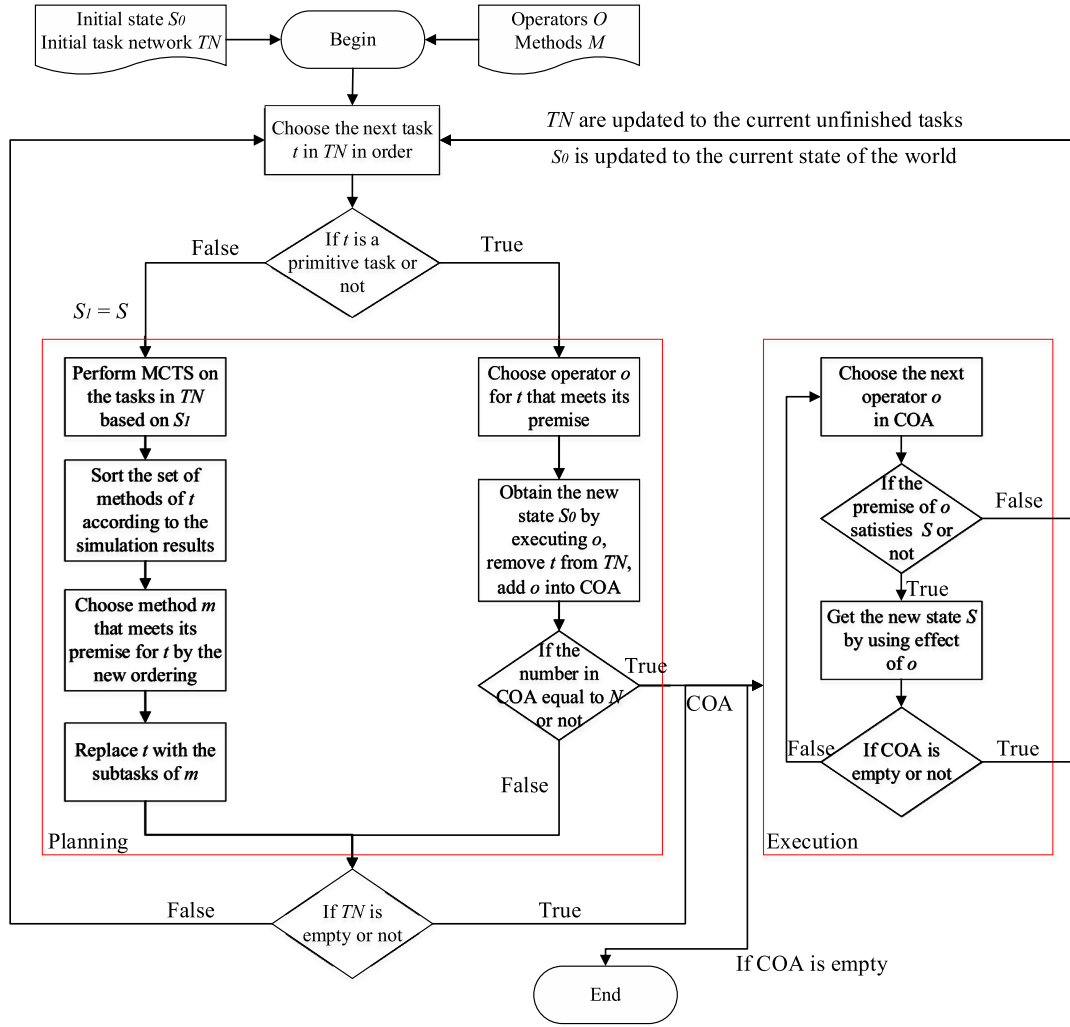 Initial state S0
Initial task network TN
Begin
Operators O
Methods M
Choose the next task
t in TN in order
TN are updated to the current unfinished tasks
S0 is updated to the current state of the world
If t is a
primitive task or
not
False
True
S1 = S
Perform MCTS on
the tasks in TN
based on S1
Sort the set of
methods of t
according to the
simulation results
Choose method m
that meets its
premise for t by the
new ordering
Replace t with the
subtasks of m
Choose operator o
for t that meets its
premise
Obtain the new
state S0 by
executing o,
remove t from TN,
add o into COA
If the
number in
COA equal to N
or not
True
COA
False
Planning
Choose the next
operator o
in COA
If the
premise of o
satisties S or
not
False
True
Get the new state S
by using effect
of o
If COA is
empty or not
False
True
Execution
If TN is
empty or not
False
True
If COA is empty
End